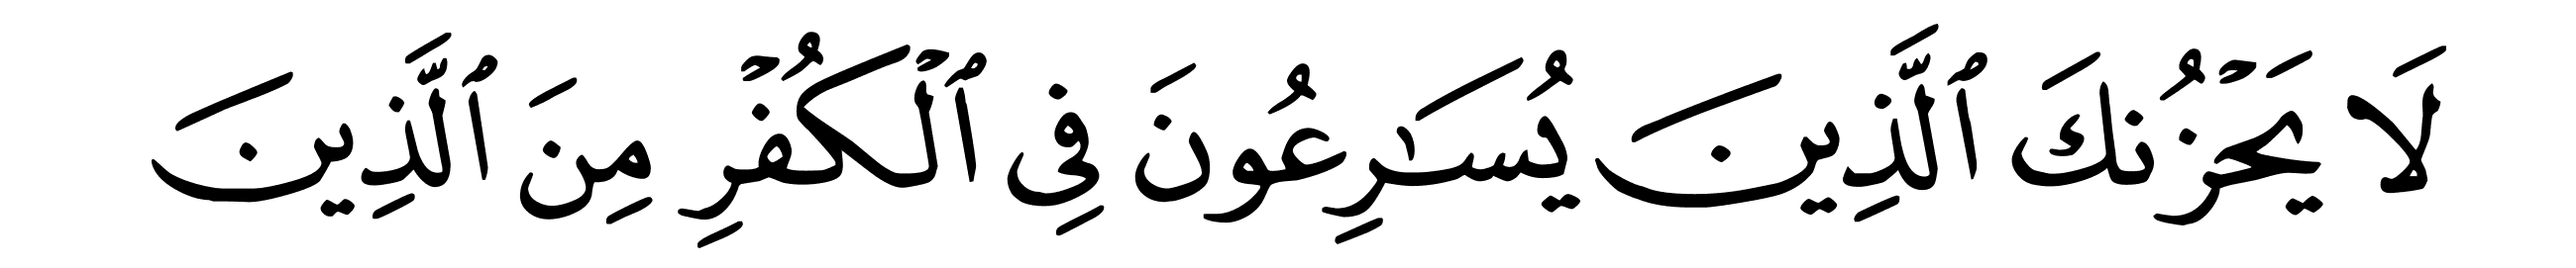 لَا يَحْزُنكَ ٱلَّذِينَ يُسَـٰرِعُونَ فِى ٱلْكُفْرِ مِنَ ٱلَّذِينَ